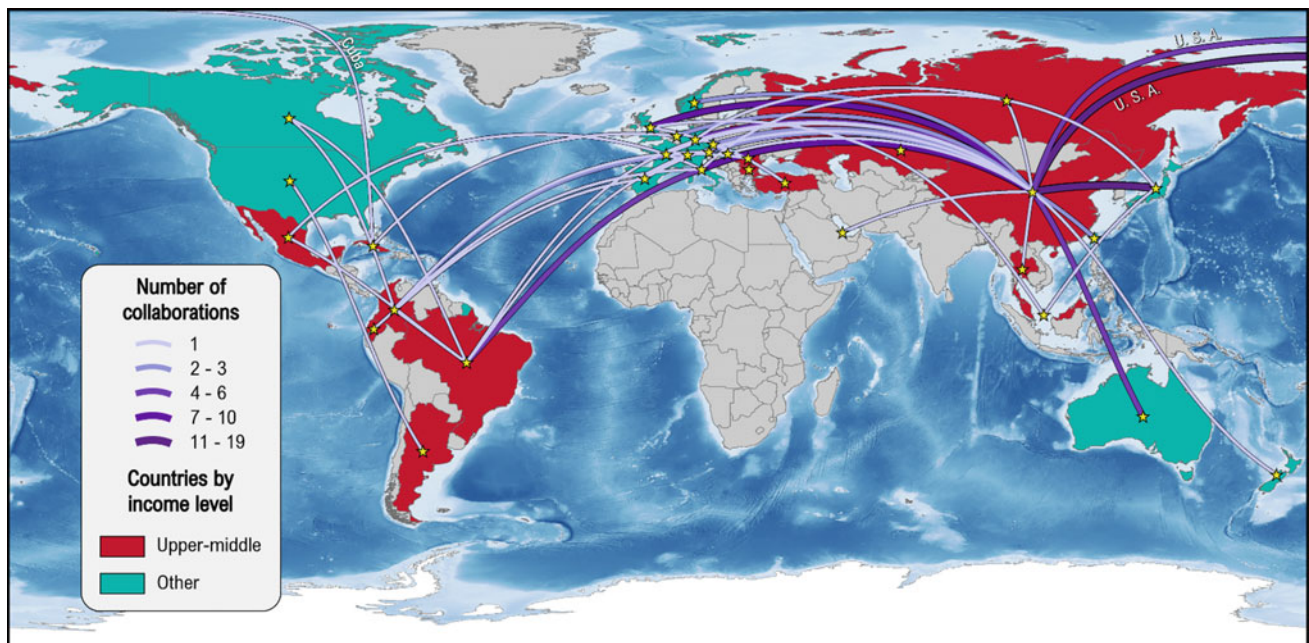 Cuba
U. S. A.
U. S. A.
Number of
collaborations
1
2 - 3
4 - 6
7 - 10
11 - 19
Countries by
income level
Upper-middle
Other